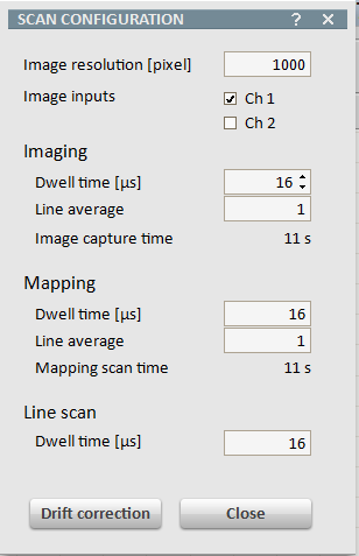 SCAN CONFIGURATION ? ×
Image resolution [pixel] 1000
Image inputs Ch 1
Ch 2
Imaging
Dwell time [µs] 16
Line average 1
Image capture time 11 s
Mapping
Dwell time [µs] 16
Line average 1
Mapping scan time 11 s
Line scan
Dwell time [µs] 16
Drift correction Close